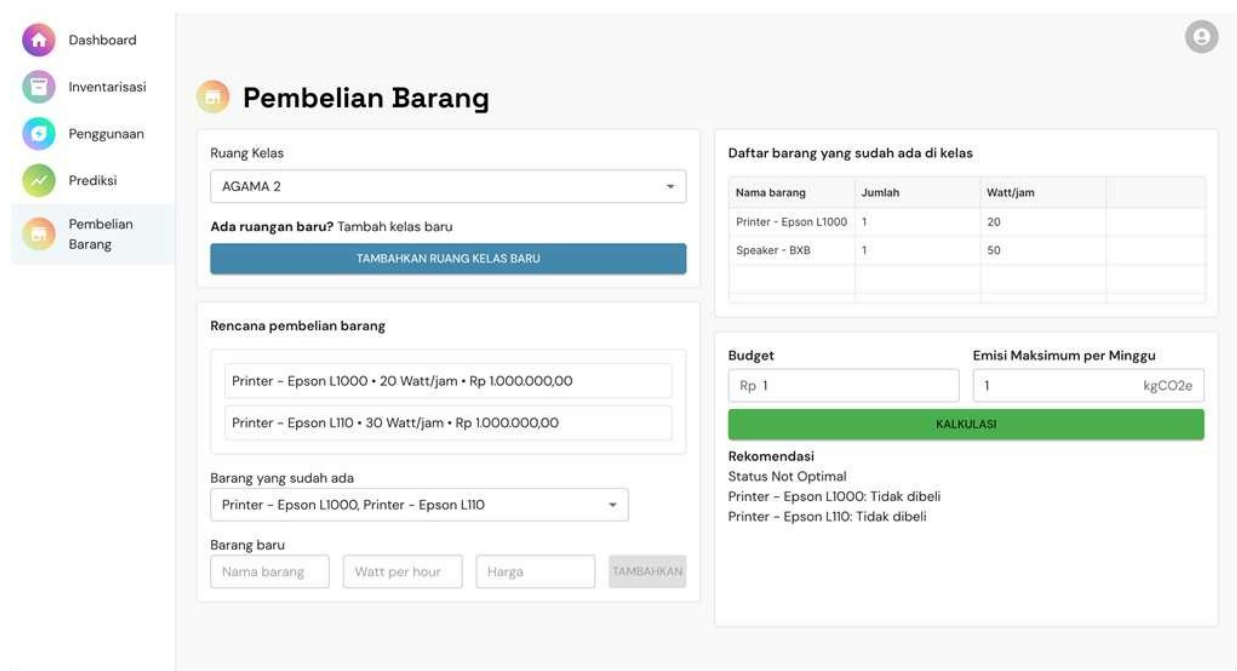 Dashboard
Inventarisasi
Penggunaan
Prediksi
Pembelian
Barang
Pembelian Barang
Ruang Kelas
AGAMA 2
Ada ruangan baru? Tambah kelas baru
TAMBAHKAN RUANG KELAS BARU
Rencana pembelian barang
Printer - Epson L1000 • 20 Watt/jam • Rp 1.000.000,00
Printer - Epson L110 • 30 Watt/jam • Rp 1.000.000,00
Barang yang sudah ada
Printer - Epson L1000, Printer - Epson L110
Barang baru
Nama barang Watt per hour Harga TAMBAHKAN
Daftar barang yang sudah ada di kelas
Nama barang Jumlah Watt/jam
Printer - Epson L1000 1 20
Speaker - BXB 1 50
Budget Emisi Maksimum per Minggu
Rp 1 1 kgCO2e
KALKULASI
Rekomendasi
Status Not Optimal
Printer - Epson L1000: Tidak dibeli
Printer - Epson L110: Tidak dibeli